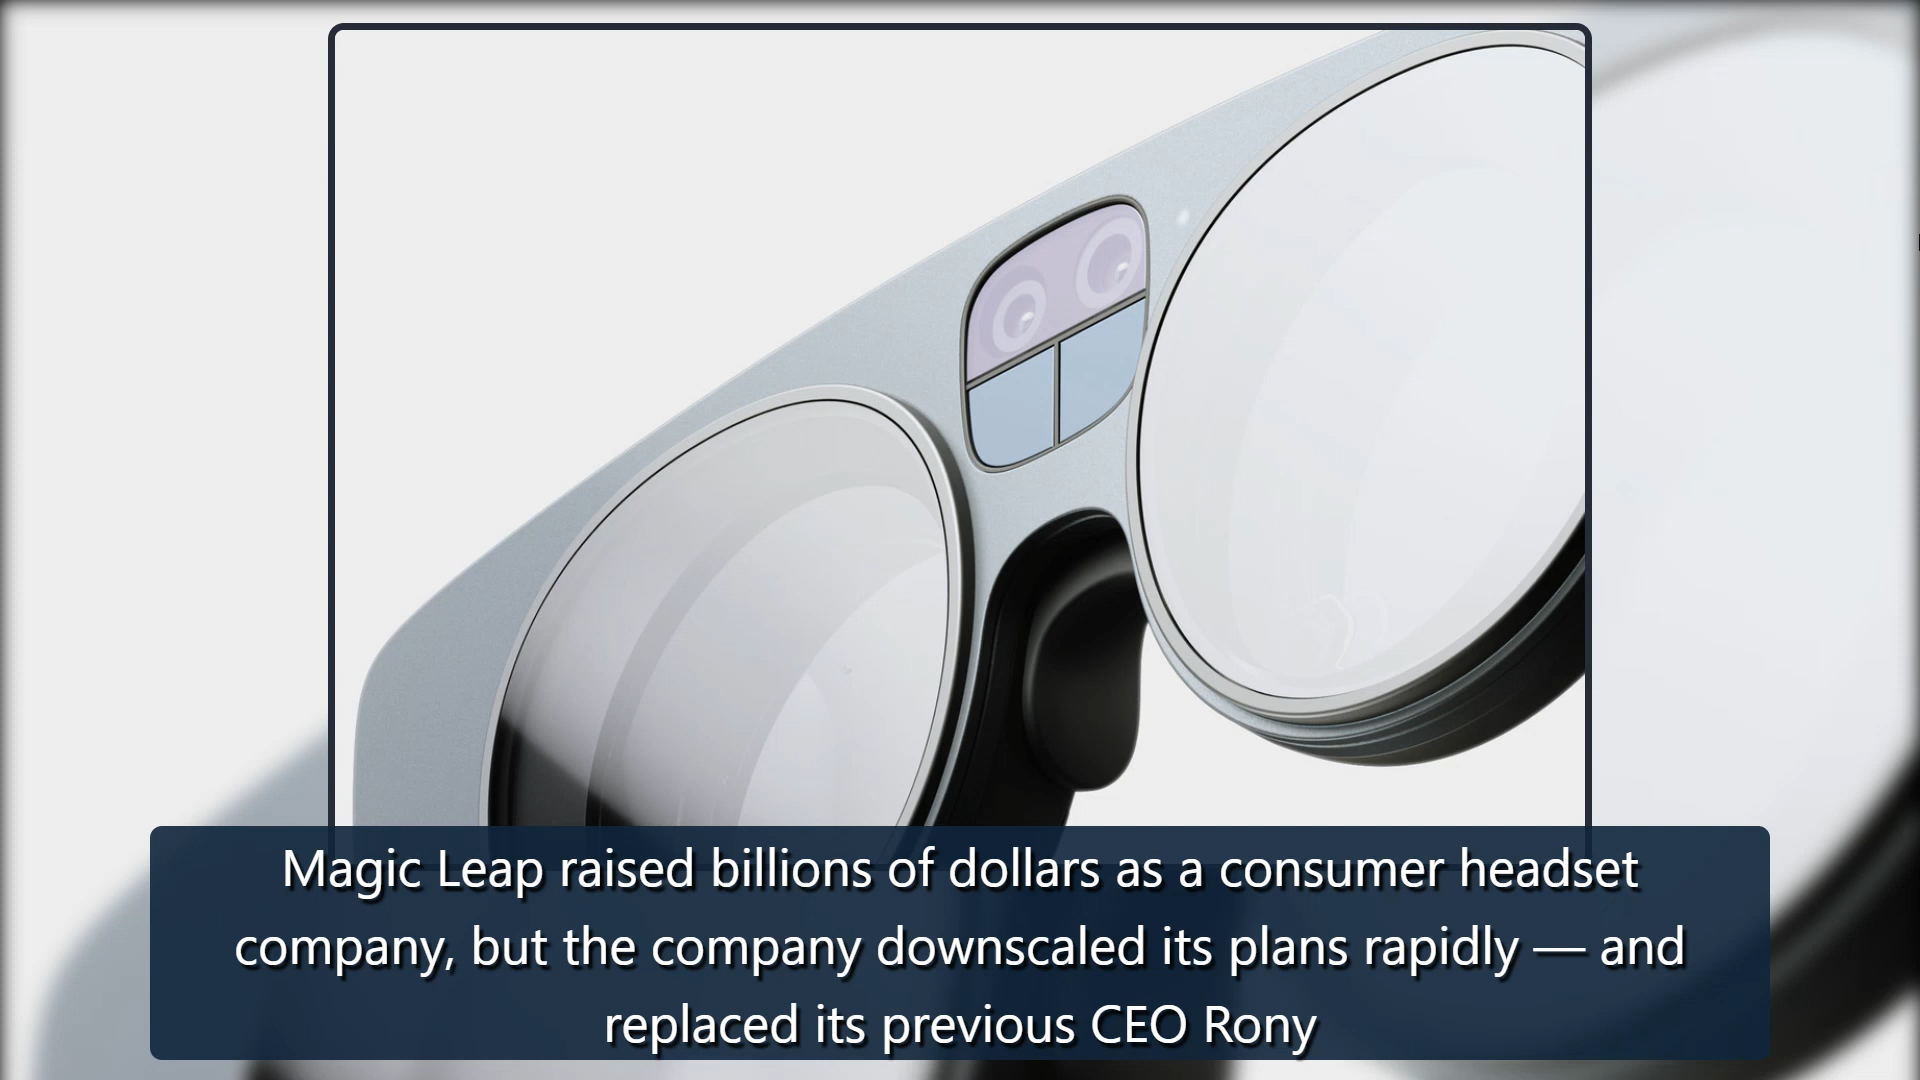 Magic Leap raised billions of dollars as a consumer headset
company, but the company downscaled its plans rapidly — and
replaced its previous CEO Rony